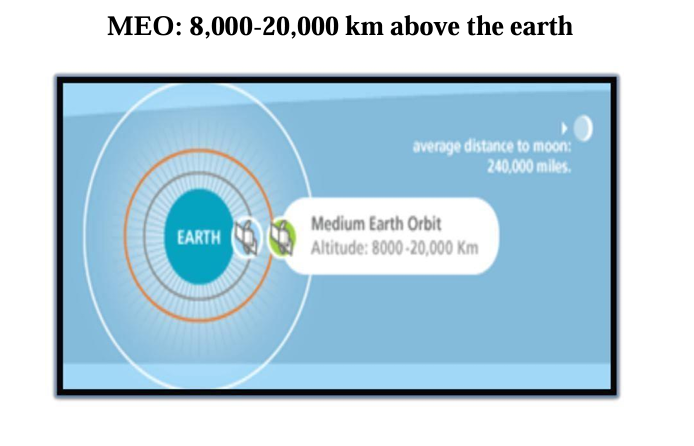 MEO: 8,000-20,000 km above the earth
average distance to moon:
240,000 miles.
EARTH
Medium Earth Orbit
Altitude: 8000-20,000 Km